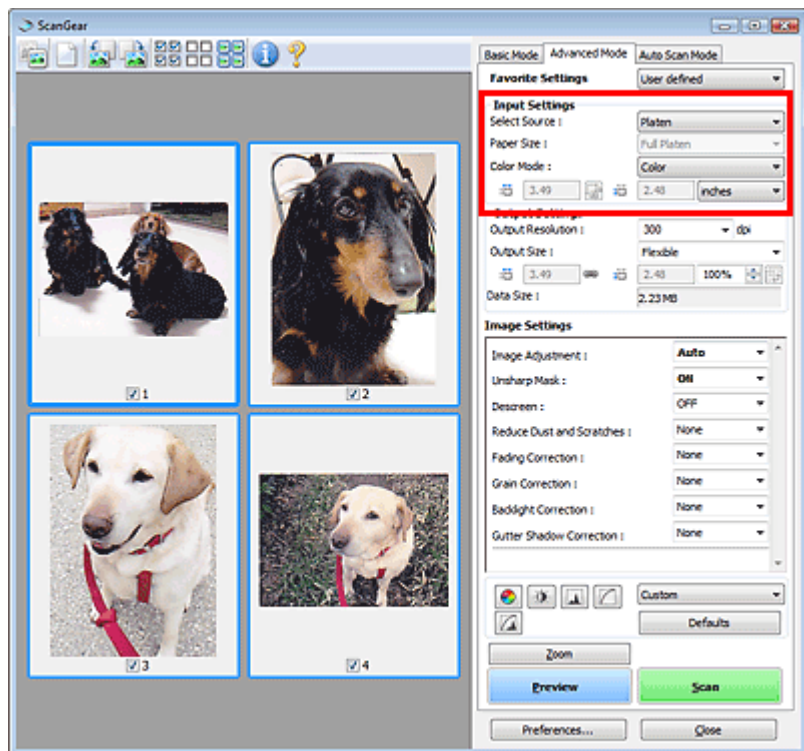 ScanGear
Basic Mode Advanced Mode Auto Scan Mode
Favorite Settings User defined
Input Settings
Select Source : Platen
Paper Size : Full Platen
Color Mode : Color
3.49 2.48 inches
Output Settings
Output Resolution : 300 dpi
Output Size : Flexible
3.49 2.48 100%
Data Size : 2.23 MB
Image Settings
Image Adjustment : Auto
Unsharp Mask : ON
Descreen : OFF
Reduce Dust and Scratches : None
Fading Correction : None
Grain Correction : None
Backlight Correction : None
Gutter Shadow Correction : None
Custom
Defaults
Zoom
Preview Scan
Preferences... Close
1
2
3
4